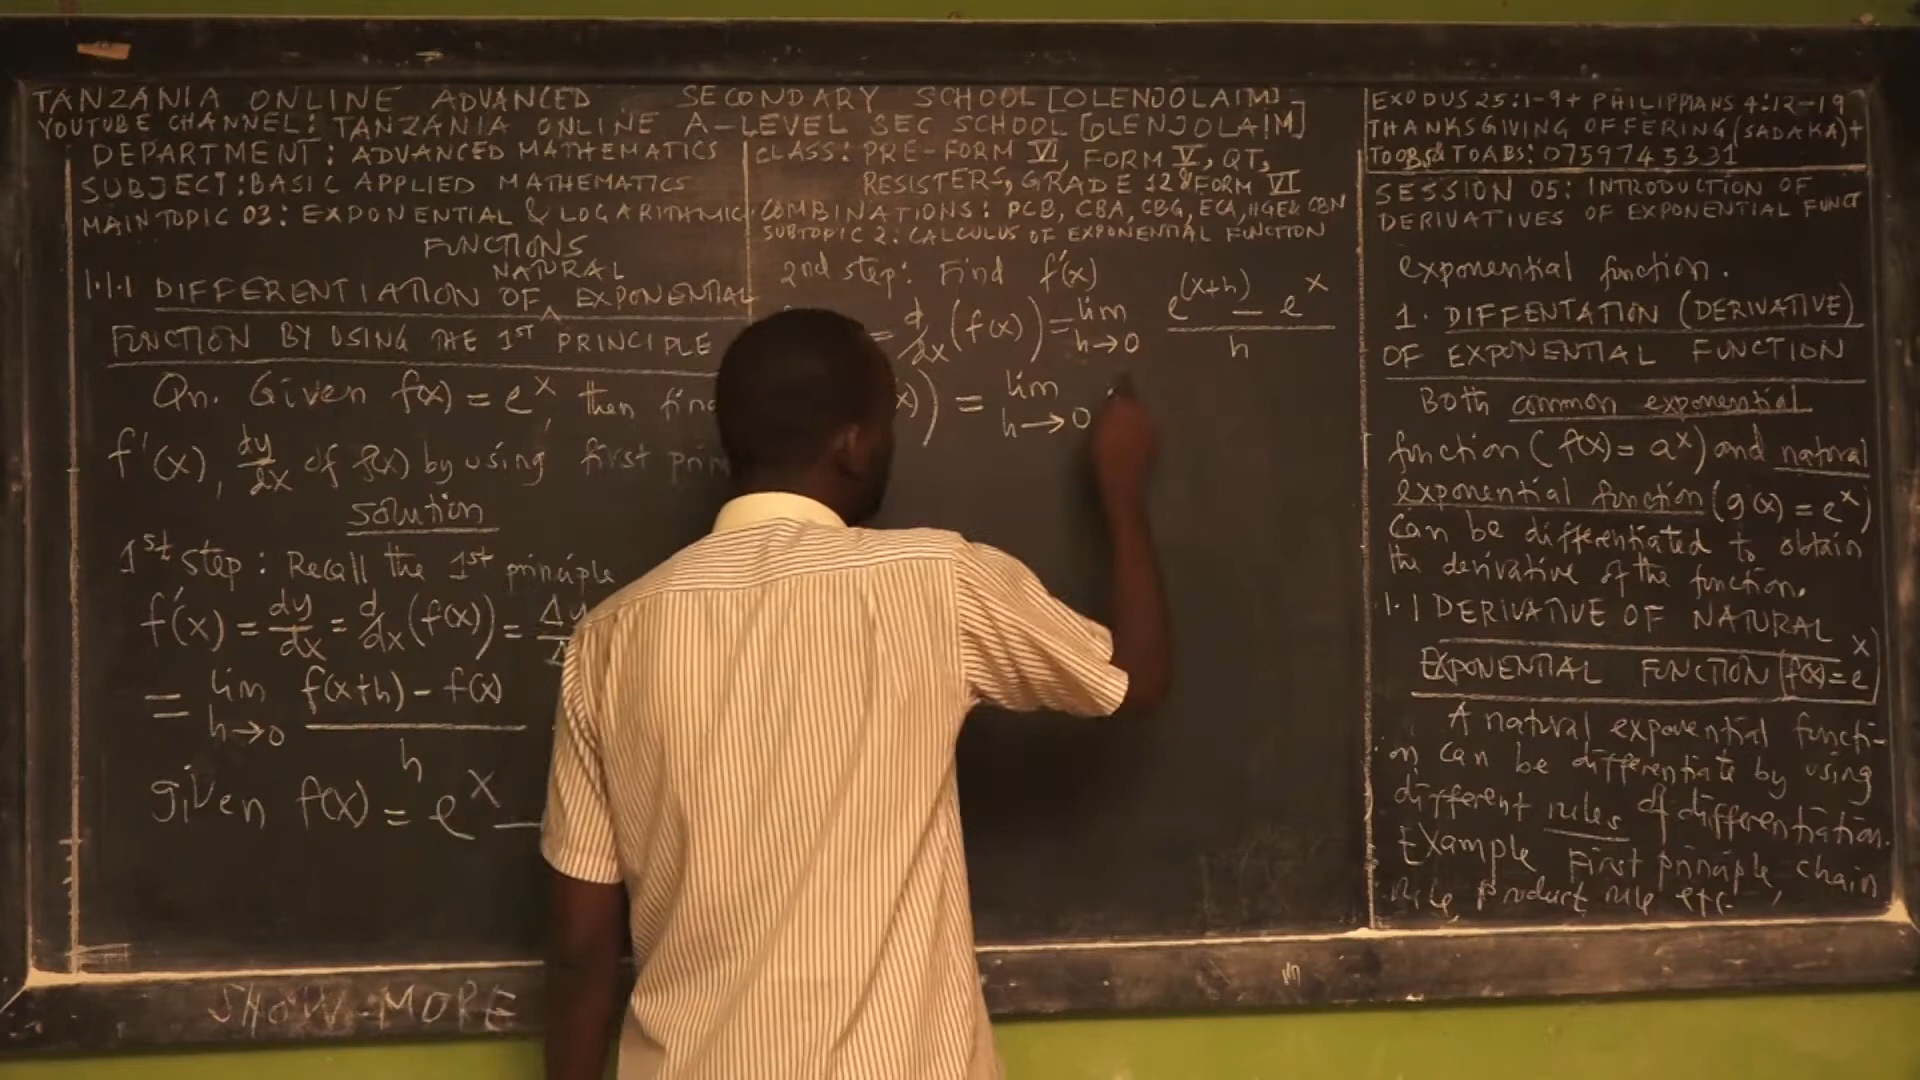 TANZANIA ONLINE ADVANCED SECONDARY SCHOOL [OLENJOLAIM]
YOUTUBE CHANNEL: TANZANIA ONLINE A-LEVEL SEC SCHOOL [OLENJOLAIM]
DEPARTMENT: ADVANCED MATHEMATICS
SUBJECT: BASIC APPLIED MATHEMATICS
MAIN TOPIC 03: EXPONENTIAL & LOGARITHMIC
FUNCTIONS
NATURAL
1.1.1 DIFFERENTIATION OF ^ EXPONENTIAL
FUNCTION BY USING THE 1ST PRINCIPLE
Qn. Given f(x) = e^x, then find
f'(x), dy/dx of f(x) by using first prin
Solution
1st step: Recall the 1st principle
f'(x) = dy/dx = d/dx (f(x)) = Δy
= lim h→0 f(x+h) - f(x) / h
given f(x) = e^x
SHOW MORE
CLASS: PRE-FORM VI, FORM V, QT,
RESISTERS, GRADE 12 & FORM VI
COMBINATIONS: PCB, CBA, CBG, ECA, HGE & CBN
SUBTOPIC 2: CALCULUS OF EXPONENTIAL FUNCTION
2nd step: Find f'(x)
= d/dx (f(x)) = lim h→0 e^(x+h) - e^x / h
x)) = lim h→0
EXODUS 25:1-9 + PHILIPPIANS 4:12-19
THANKSGIVING OFFERING (SADAKA) +
TOOBS & TOABS: 0759745331
SESSION 05: INTRODUCTION OF
DERIVATIVES OF EXPONENTIAL FUNCT
exponential function.
1. DIFFENTATION (DERIVATIVE)
OF EXPONENTIAL FUNCTION
Both common exponential
function (f(x) = a^x) and natural
exponential function (g(x) = e^x)
can be differentiated to obtain
the derivative of the function.
1.1 DERIVATIVE OF NATURAL
EXPONENTIAL FUNCTION (f(x) = e^x)
A natural exponential functi-
on can be differentiate by using
different rules of differentiation.
Example First principle, chain
rule, product rule etc.